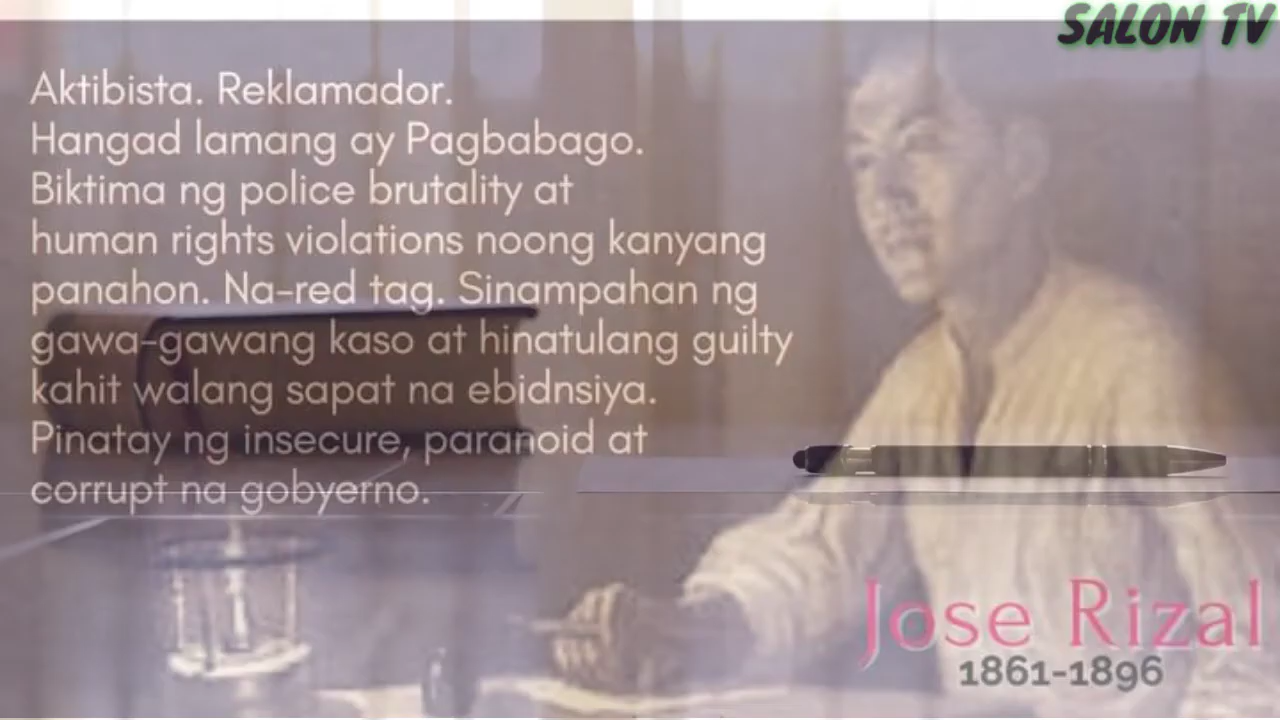 SALON TV
Aktibista. Reklamador.
Hangad lamang ay Pagbabago.
Biktima ng police brutality at
human rights violations noong kanyang
panahon. Na-red tag. Sinampahan ng
gawa-gawang kaso at hinatulang guilty
kahit walang sapat na ebidnsiya.
Pinatay ng insecure, paranoid at
corrupt na gobyerno.
Jose Rizal
1861-1896